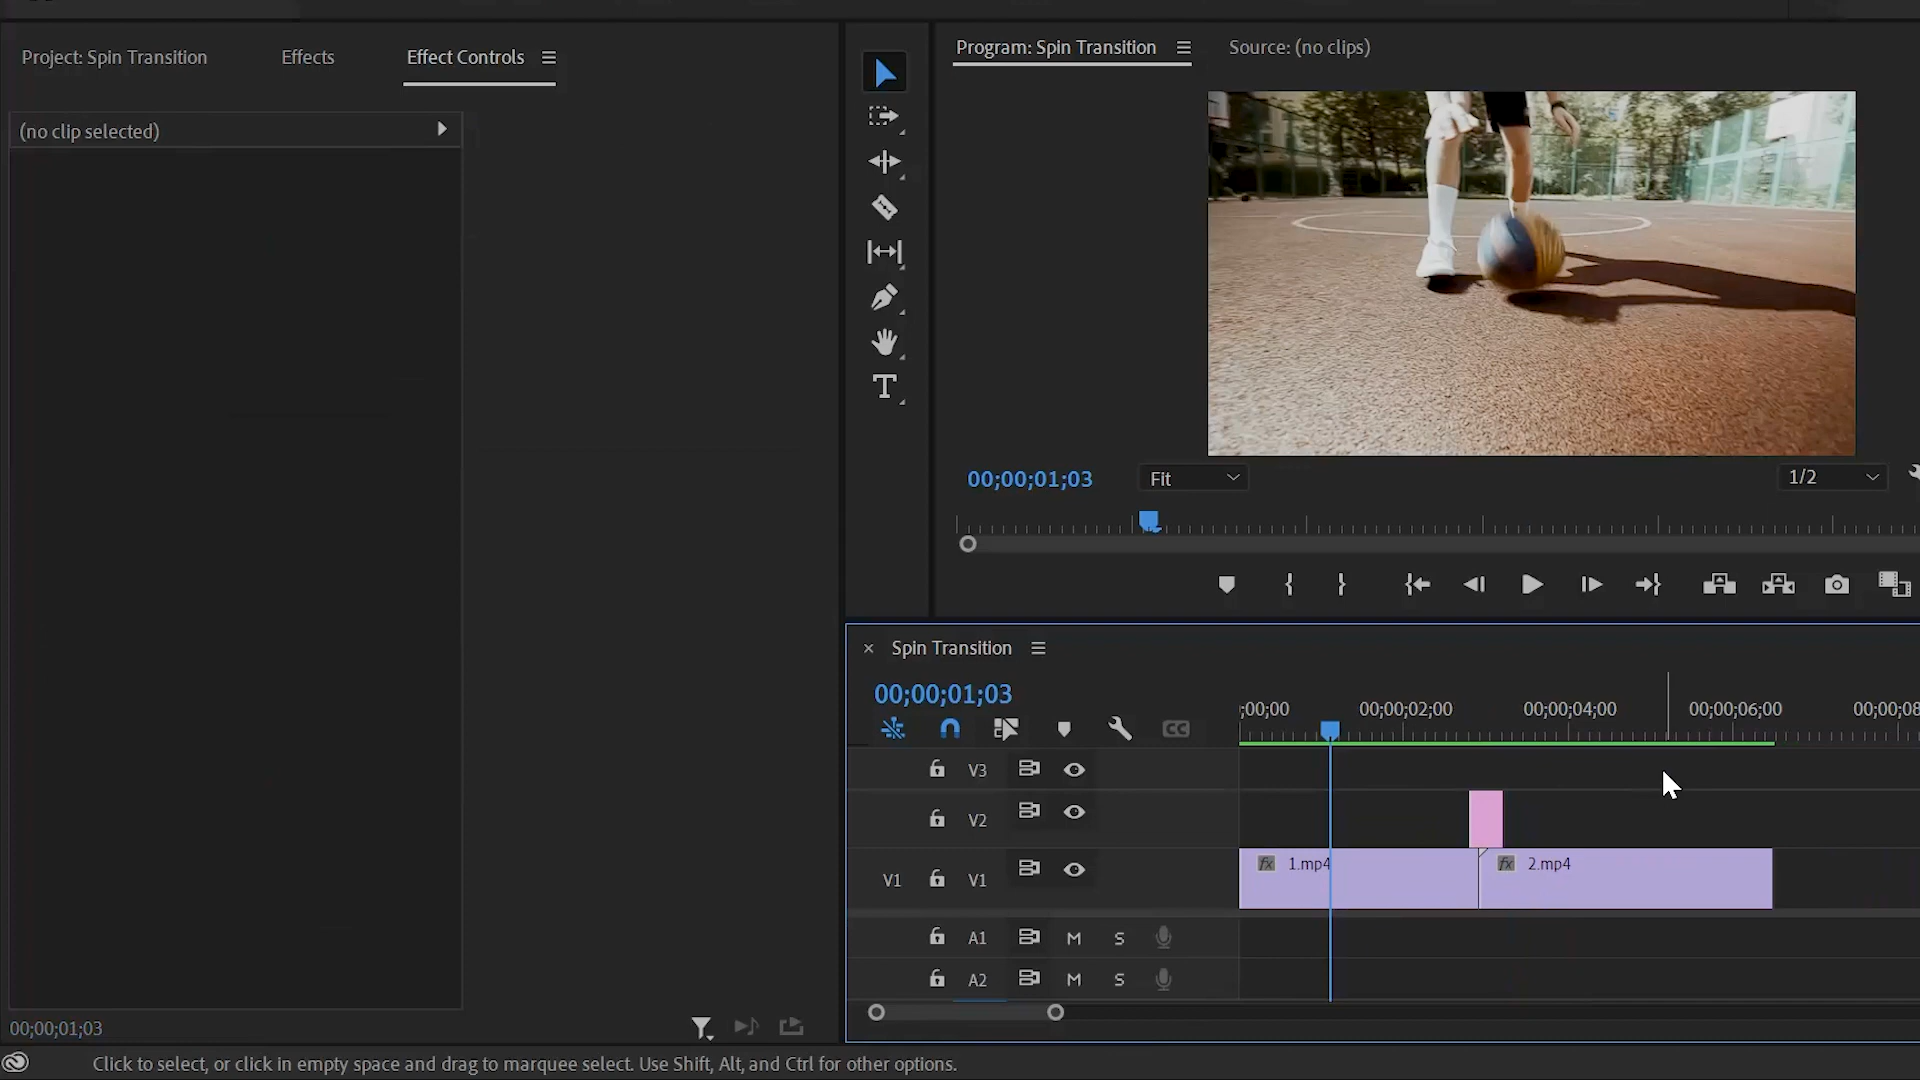 Project: Spin Transition
Effects
Effect Controls
Program: Spin Transition
Source: (no clips)
(no clip selected)
T
00;00;01;03
Fit
1/2
Spin Transition
00;00;01;03
;00;00
00;00;02;00
00;00;04;00
00;00;06;00
00;00;08
CC
V3
V2
V1
V1
fx 1.mp4
fx 2.mp4
A1 M S
A2 M S
00;00;01;03
Click to select, or click in empty space and drag to marquee select. Use Shift, Alt, and Ctrl for other options.